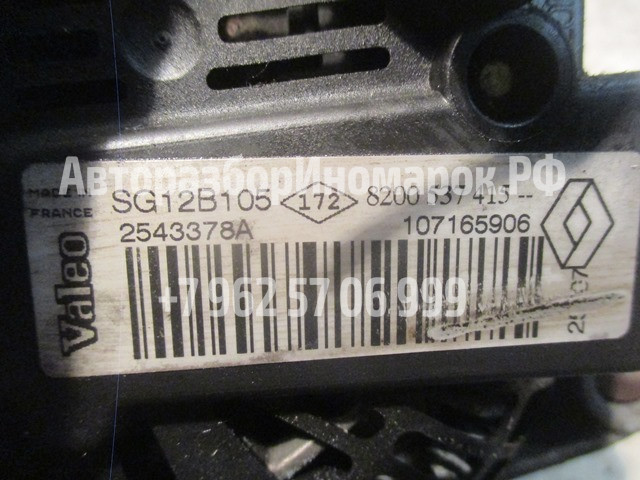 АвторазборИномарок.РФ
MADE IN
FRANCE
Valeo
SG12B105 172 8200 537 415 --
2543378A 107165906
+7 962 57 06 999